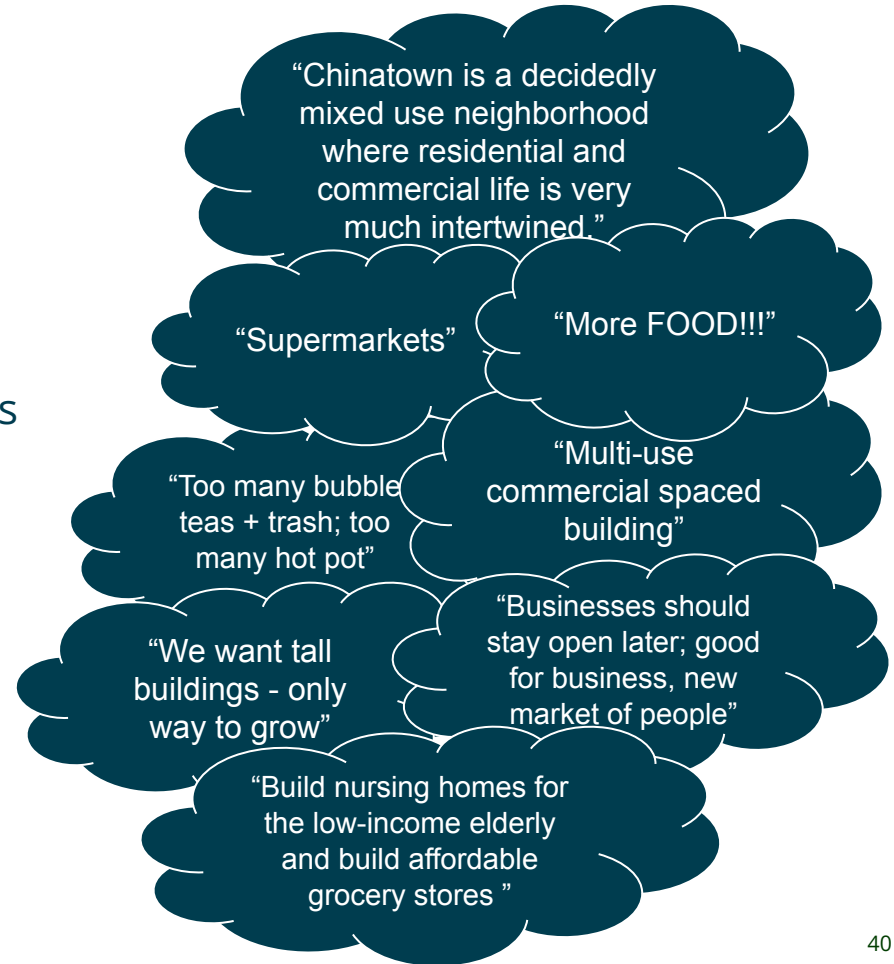 “Chinatown is a decidedly
mixed use neighborhood
where residential and
commercial life is very
much intertwined.”
“Supermarkets”
“More FOOD!!!”
s
“Too many bubble
teas + trash; too
many hot pot”
“Multi-use
commercial spaced
building”
“We want tall
buildings - only
way to grow”
“Businesses should
stay open later; good
for business, new
market of people”
“Build nursing homes for
the low-income elderly
and build affordable
grocery stores ”
40